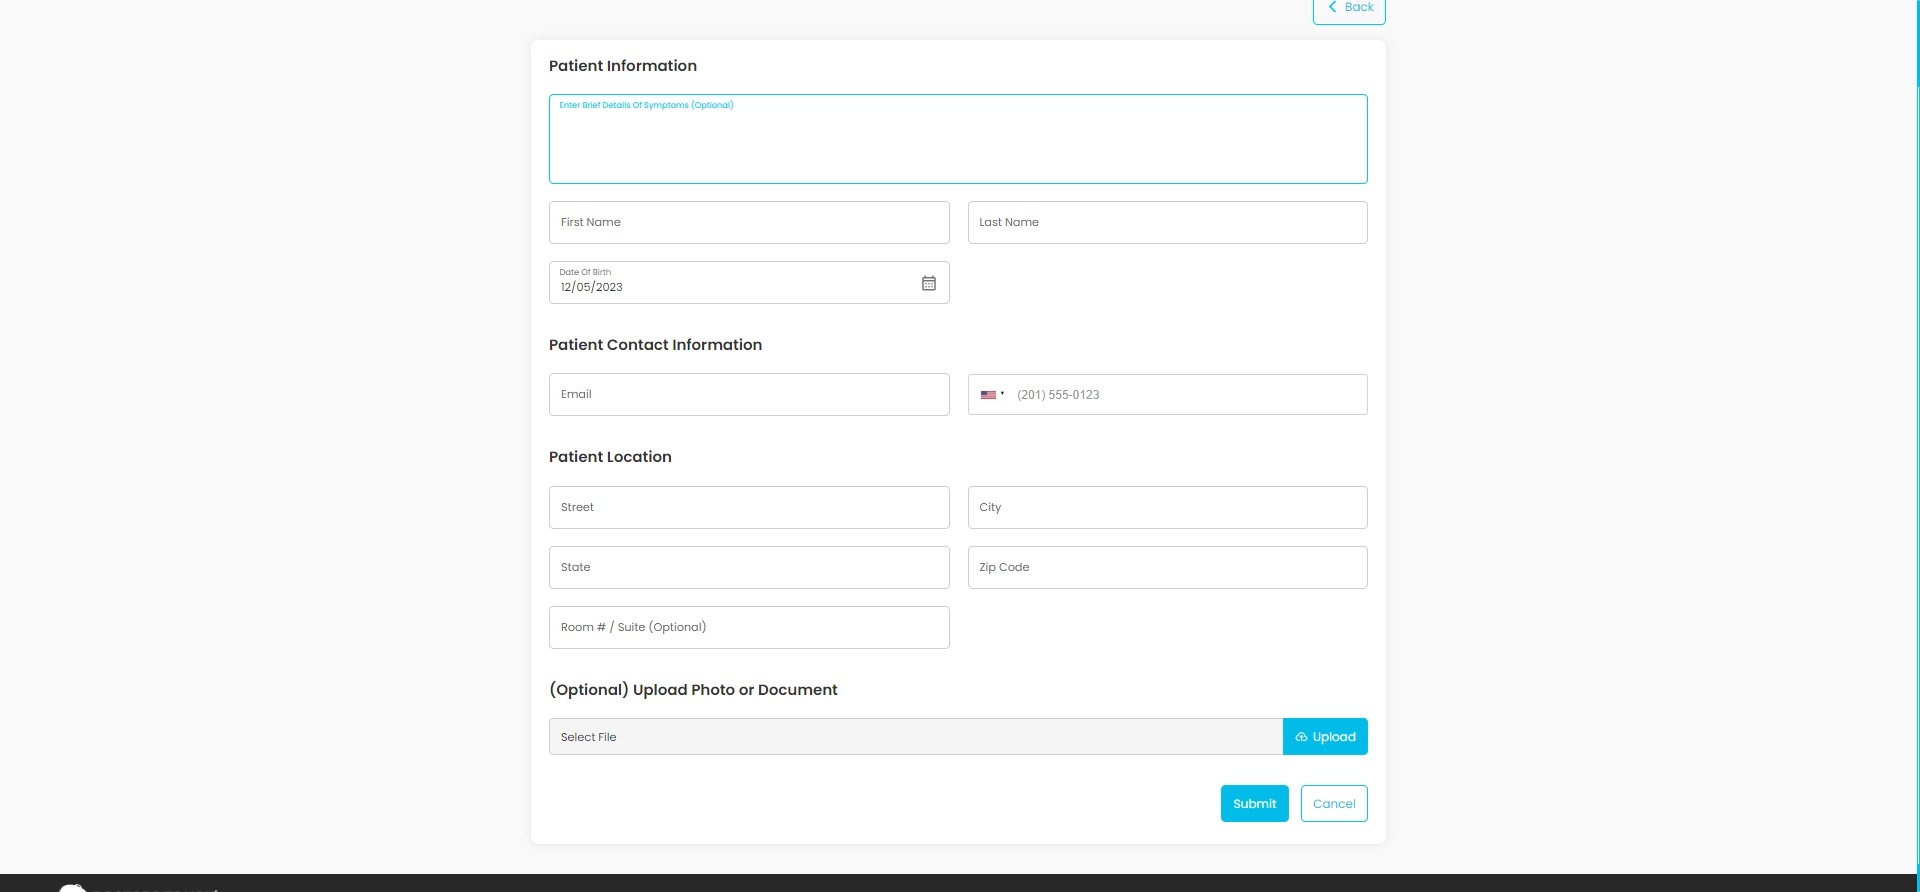 Back
Patient Information
Enter Brief Details Of Symptoms (Optional)
First Name
Last Name
Date Of Birth
12/05/2023
Patient Contact Information
Email
(201) 555-0123
Patient Location
Street
City
State
Zip Code
Room # / Suite (Optional)
(Optional) Upload Photo or Document
Select File
Upload
Submit
Cancel